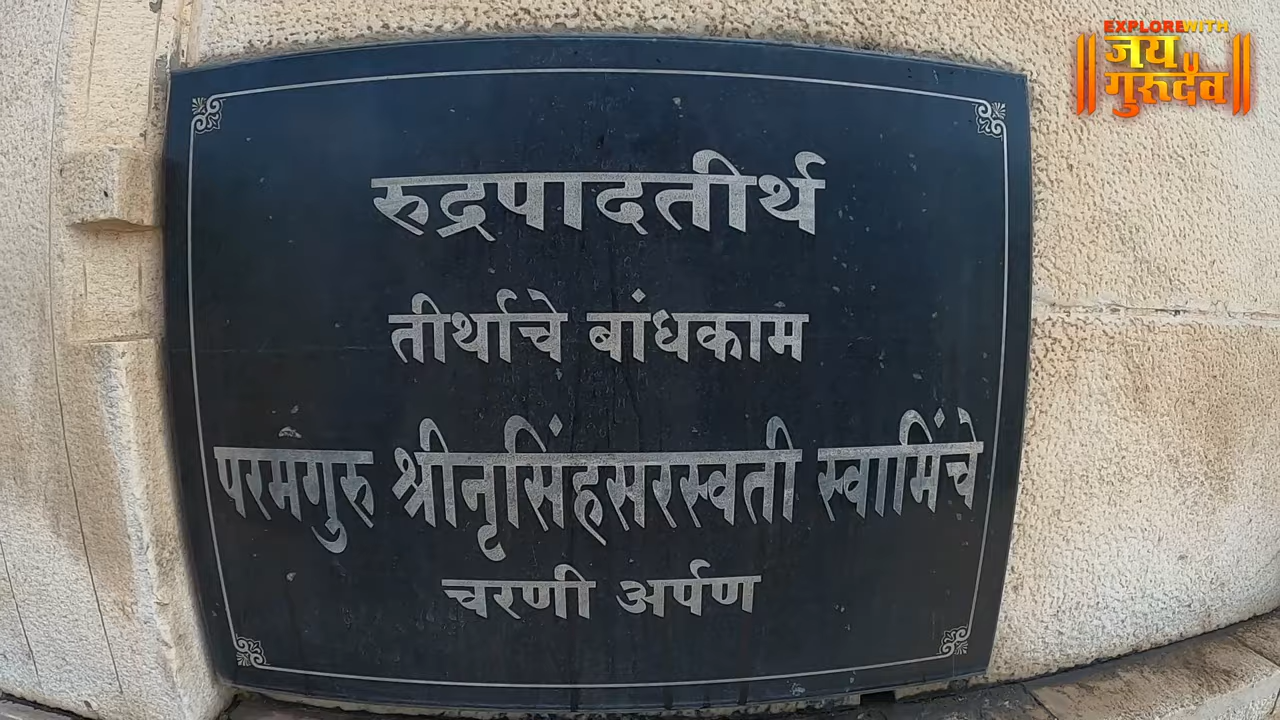 EXPLORE WITH
॥ जय गुरुदेव ॥
रुद्रपादतीर्थ
तीर्थाचे बांधकाम
परमगुरु श्रीनृसिंहसरस्वती स्वामिंचे
चरणी अर्पण